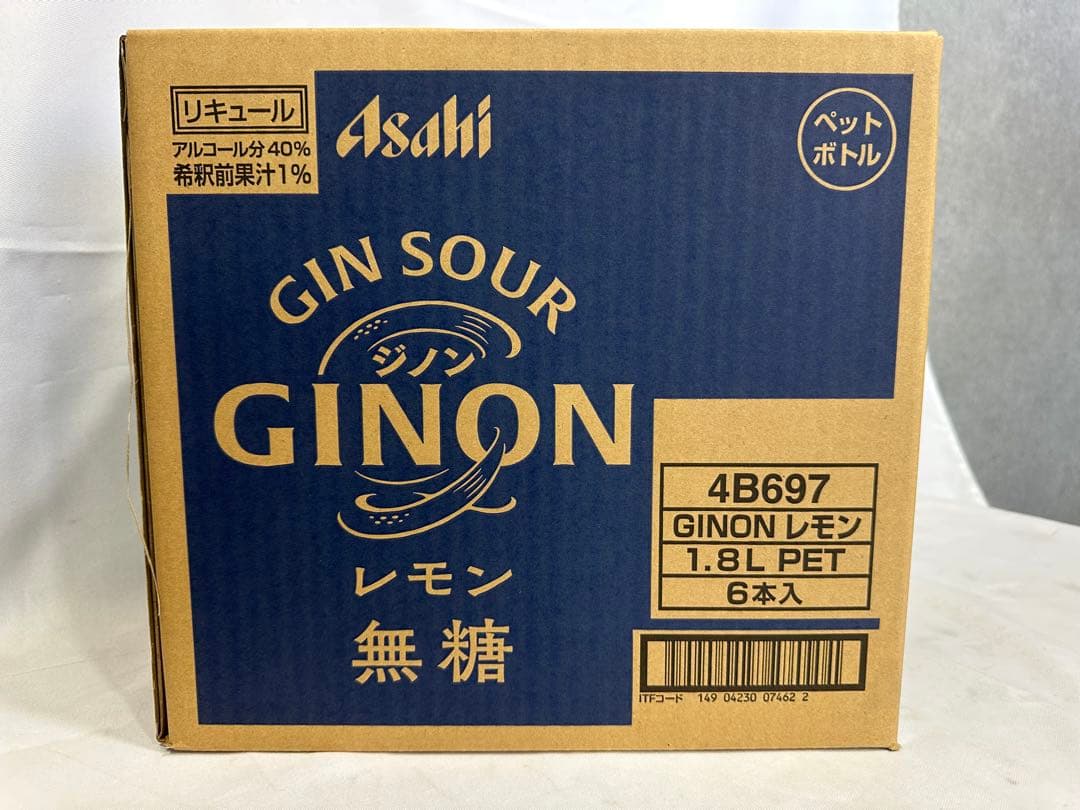 リキュール
アルコール分40%
希釈前果汁1%
Asahi
ペット
ボトル
GIN SOUR
ジノン
GINON
レモン
無糖
4B697
GINON レモン
1.8L PET
6本入
ITFコード 149 04230 07462 2